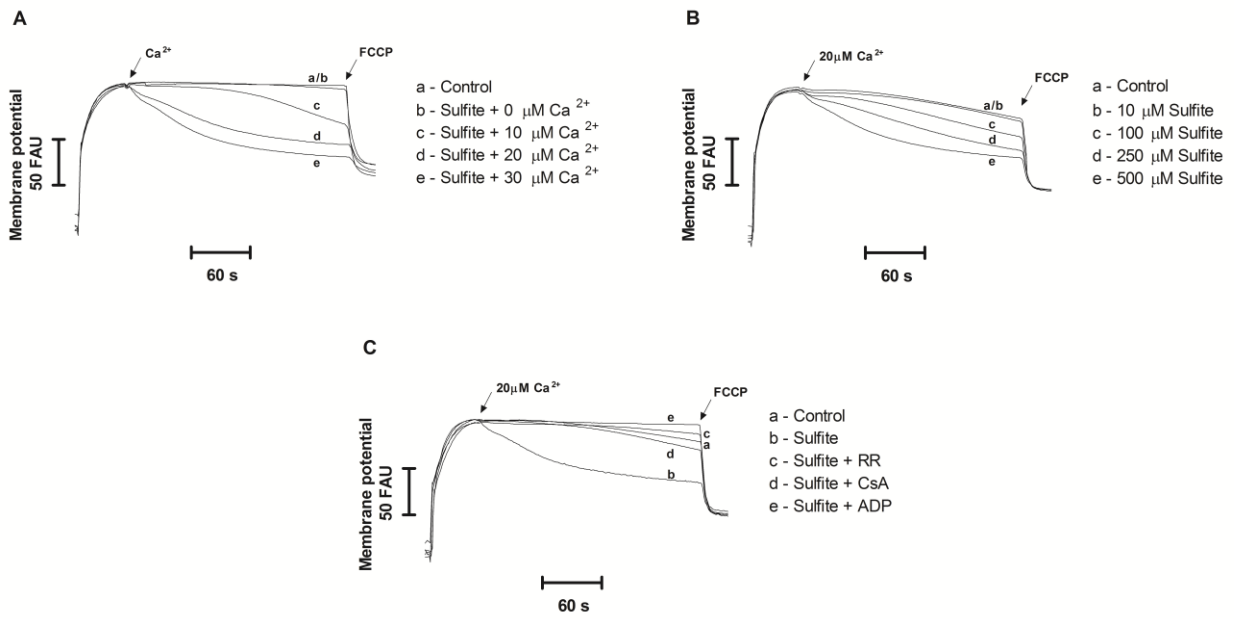 A
Ca²⁺
FCCP
a/b
c
d
e
Membrane potential
50 FAU
60 s
a - Control
b - Sulfite + 0 μM Ca ²⁺
c - Sulfite + 10 μM Ca ²⁺
d - Sulfite + 20 μM Ca ²⁺
e - Sulfite + 30 μM Ca ²⁺
B
20μM Ca²⁺
FCCP
a/b
c
d
e
Membrane potential
50 FAU
60 s
a - Control
b - 10 μM Sulfite
c - 100 μM Sulfite
d - 250 μM Sulfite
e - 500 μM Sulfite
C
20μM Ca²⁺
FCCP
e
c
a
d
b
Membrane potential
50 FAU
60 s
a - Control
b - Sulfite
c - Sulfite + RR
d - Sulfite + CsA
e - Sulfite + ADP